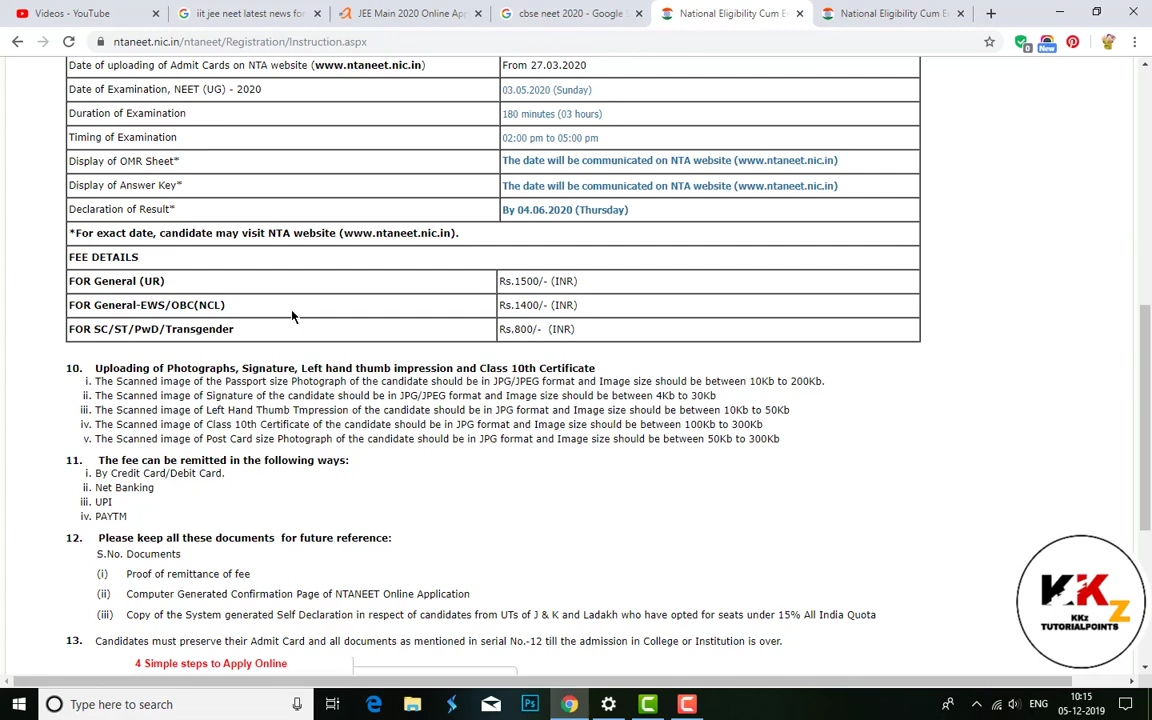 Videos - YouTube
iit jee neet latest news for
JEE Main 2020 Online App
cbse neet 2020 - Google S
National Eligibility Cum E
National Eligibility Cum E
ntaneet.nic.in/ntaneet/Registration/Instruction.aspx
0
New
Date of uploading of Admit Cards on NTA website (www.ntaneet.nic.in) From 27.03.2020
Date of Examination, NEET (UG) - 2020 03.05.2020 (Sunday)
Duration of Examination 180 minutes (03 hours)
Timing of Examination 02:00 pm to 05:00 pm
Display of OMR Sheet* The date will be communicated on NTA website (www.ntaneet.nic.in)
Display of Answer Key* The date will be communicated on NTA website (www.ntaneet.nic.in)
Declaration of Result* By 04.06.2020 (Thursday)
*For exact date, candidate may visit NTA website (www.ntaneet.nic.in).
FEE DETAILS
FOR General (UR) Rs.1500/- (INR)
FOR General-EWS/OBC(NCL) Rs.1400/- (INR)
FOR SC/ST/PwD/Transgender Rs.800/- (INR)
10. Uploading of Photographs, Signature, Left hand thumb impression and Class 10th Certificate
i. The Scanned image of the Passport size Photograph of the candidate should be in JPG/JPEG format and Image size should be between 10Kb to 200Kb.
ii. The Scanned image of Signature of the candidate should be in JPG/JPEG format and Image size should be between 4Kb to 30Kb
iii. The Scanned image of Left Hand Thumb Tmpression of the candidate should be in JPG format and Image size should be between 10Kb to 50Kb
iv. The Scanned image of Class 10th Certificate of the candidate should be in JPG format and Image size should be between 100Kb to 300Kb
v. The Scanned image of Post Card size Photograph of the candidate should be in JPG format and Image size should be between 50Kb to 300Kb
11. The fee can be remitted in the following ways:
i. By Credit Card/Debit Card.
ii. Net Banking
iii. UPI
iv. PAYTM
12. Please keep all these documents for future reference:
S.No. Documents
(i) Proof of remittance of fee
(ii) Computer Generated Confirmation Page of NTANEET Online Application
(iii) Copy of the System generated Self Declaration in respect of candidates from UTs of J & K and Ladakh who have opted for seats under 15% All India Quota
13. Candidates must preserve their Admit Card and all documents as mentioned in serial No.-12 till the admission in College or Institution is over.
4 Simple steps to Apply Online
KKz
KKz
TUTORIALPOINTS
Type here to search
Ps
ENG
10:15
05-12-2019